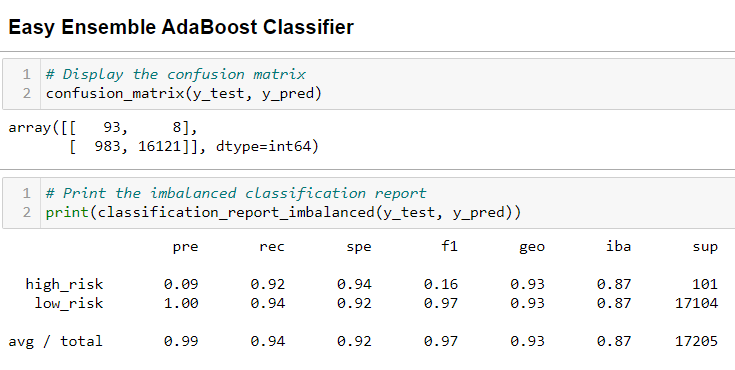 Easy Ensemble AdaBoost Classifier
1 # Display the confusion matrix
2 confusion_matrix(y_test, y_pred)
array([[   93,     8],
       [  983, 16121]], dtype=int64)
1 # Print the imbalanced classification report
2 print(classification_report_imbalanced(y_test, y_pred))
pre rec spe f1 geo iba sup
high_risk 0.09 0.92 0.94 0.16 0.93 0.87 101
low_risk 1.00 0.94 0.92 0.97 0.93 0.87 17104
avg / total 0.99 0.94 0.92 0.97 0.93 0.87 17205